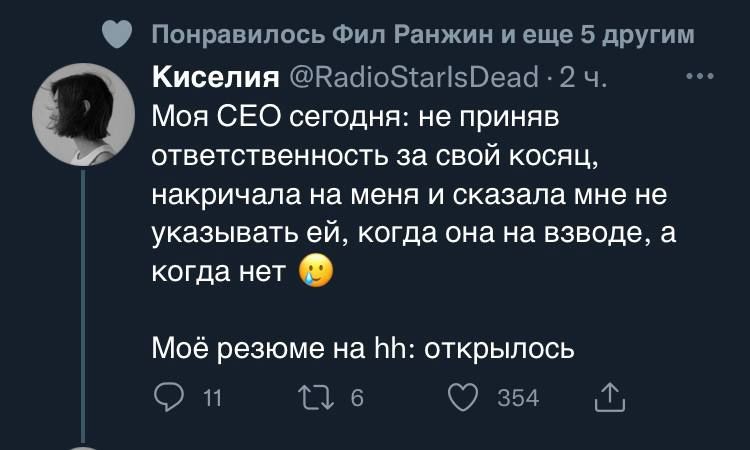 Понравилось Фил Ранжин и еще 5 другим
Киселия @RadioStarIsDead · 2 ч.
Моя CEO сегодня: не приняв
ответственность за свой косяц,
накричала на меня и сказала мне не
указывать ей, когда она на взводе, а
когда нет 🥲
Моё резюме на hh: открылось
11 6 354